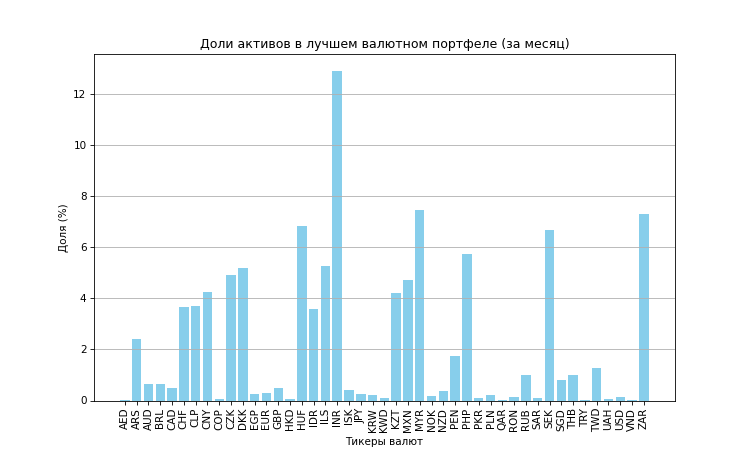 Доли активов в лучшем валютном портфеле (за месяц)
Доля (%)
12
10
8
6
4
2
0
AED ARS AUD BRL CAD CHF CLP CNY COP CZK DKK EGP EUR GBP HKD HUF IDR ILS INR ISK JPY KRW KWD KZT MXN MYR NOK NZD PEN PHP PKR PLN QAR RON RUB SAR SEK SGD THB TRY TWD UAH USD VND ZAR
Тикеры валют